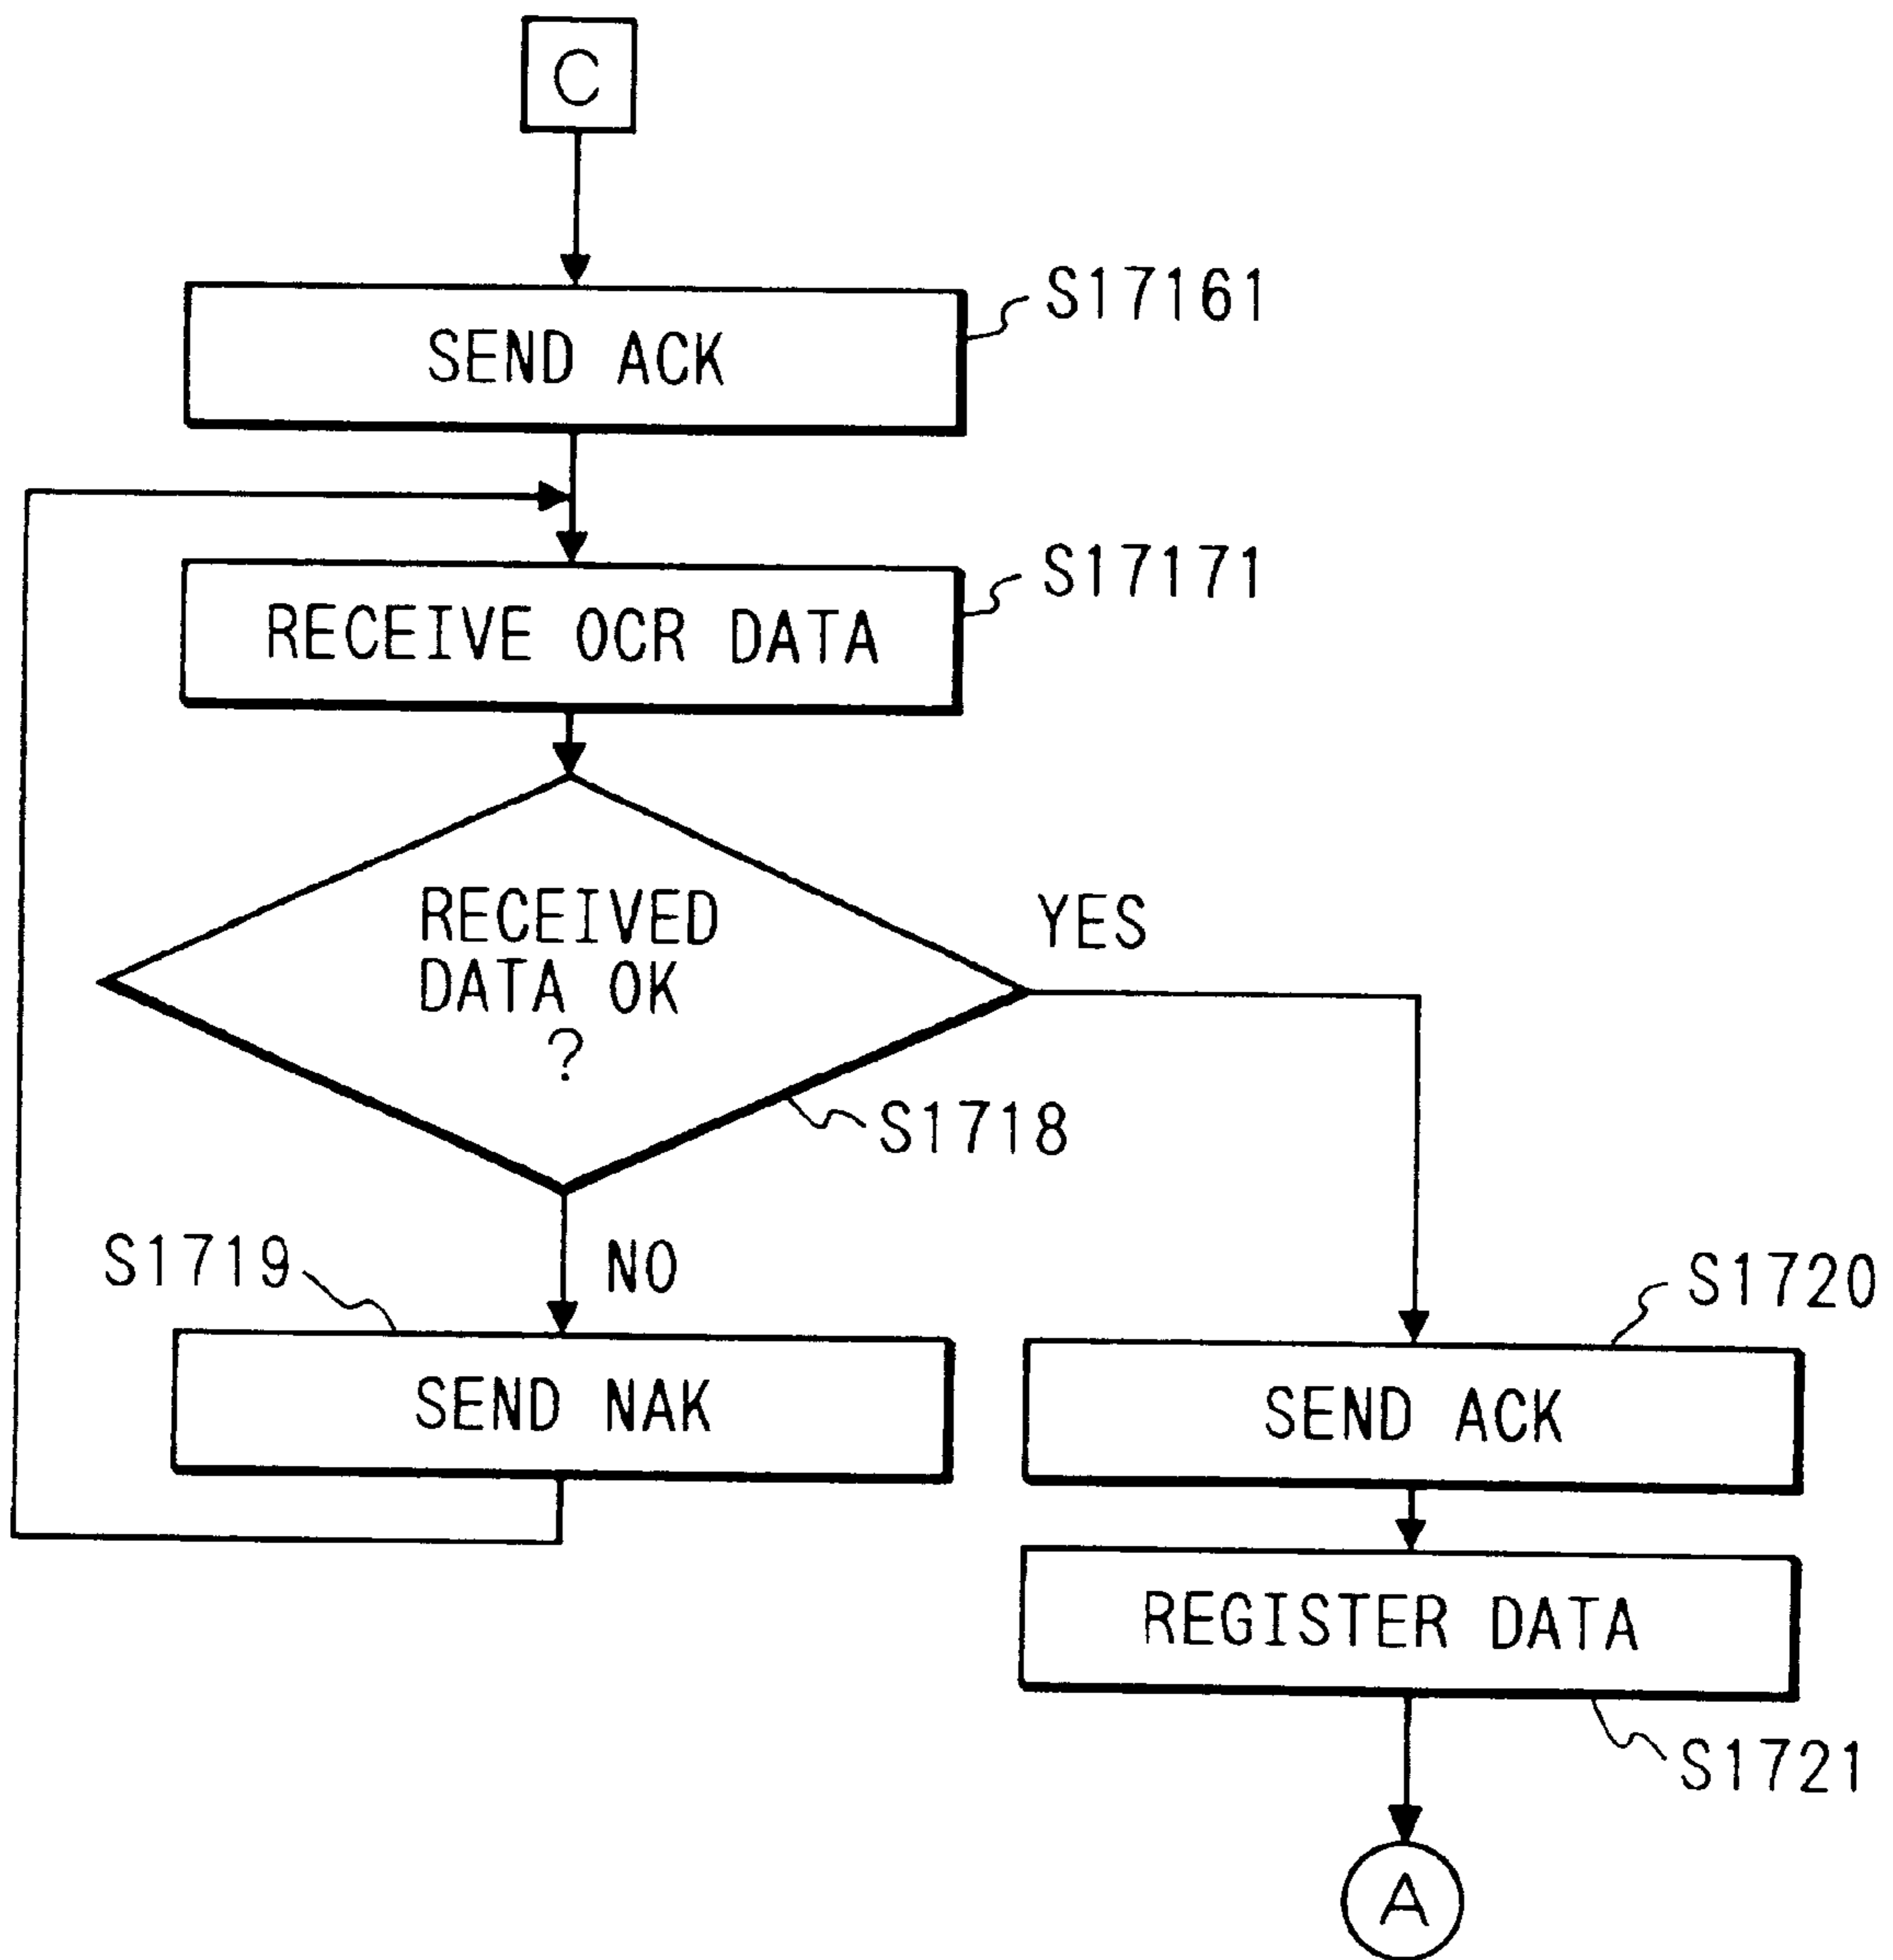 C
S17161
SEND ACK
S17171
RECEIVE OCR DATA
RECEIVED
DATA OK
?
YES
S1718
NO
S1719
SEND NAK
S1720
SEND ACK
REGISTER DATA
S1721
A